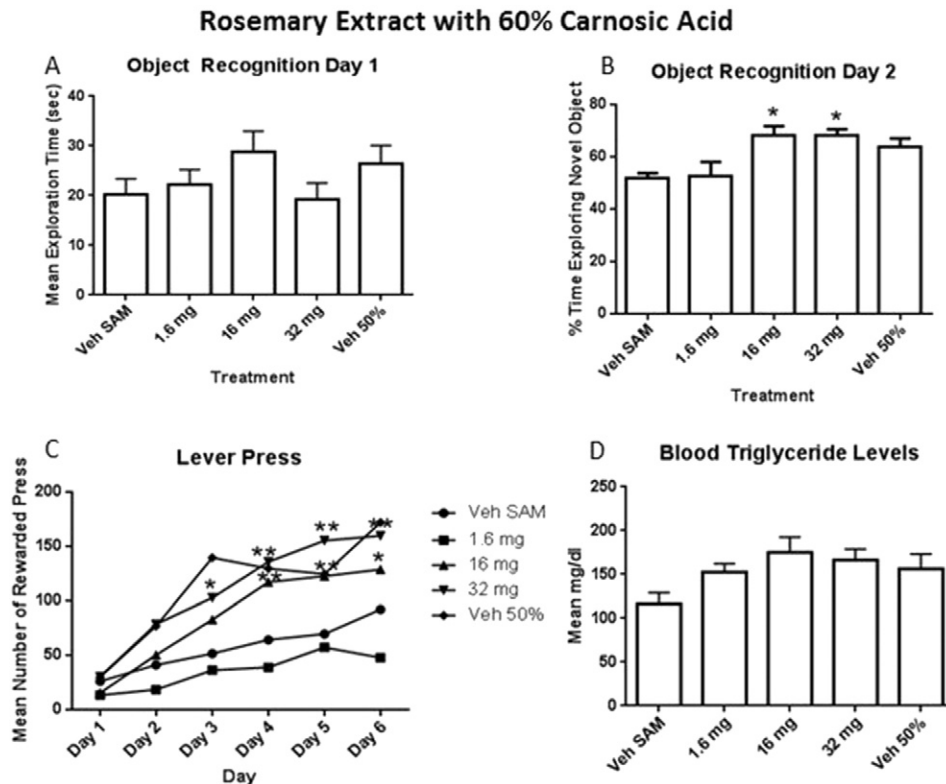 Rosemary Extract with 60% Carnosic Acid
A
Object Recognition Day 1
Mean Exploration Time (sec)
40
30
20
10
0
Veh SAM
1.6 mg
16 mg
32 mg
Veh 50%
Treatment
B
Object Recognition Day 2
% Time Exploring Novel Object
80
60
40
20
0
* *
Veh SAM
1.6 mg
16 mg
32 mg
Veh 50%
Treatment
C
Lever Press
Mean Number of Rewarded Press
200
150
100
50
0
*
**
**
**
**
**
*
Day 1
Day 2
Day 3
Day 4
Day 5
Day 6
Day
Veh SAM
1.6 mg
16 mg
32 mg
Veh 50%
D
Blood Triglyceride Levels
Mean mg/dl
250
200
150
100
50
0
Veh SAM
1.6 mg
16 mg
32 mg
Veh 50%